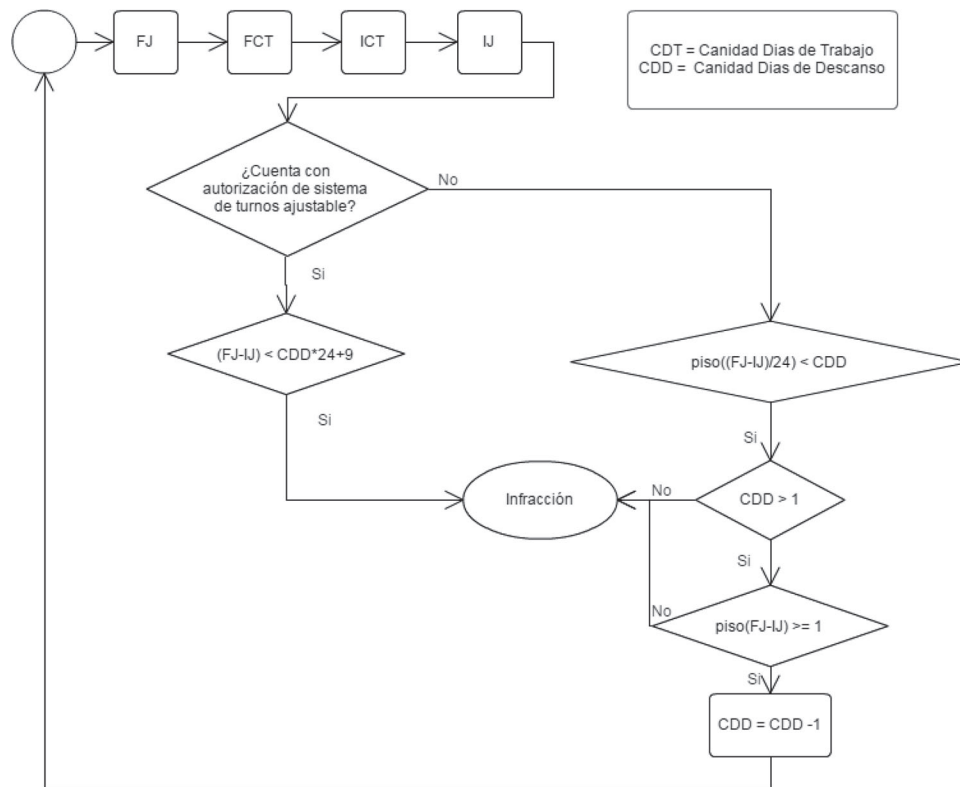 FJ
FCT
ICT
IJ
CDT = Canidad Dias de Trabajo
CDD = Canidad Dias de Descanso
¿Cuenta con
autorización de sistema
de turnos ajustable?
No
Si
(FJ-IJ) < CDD*24+9
piso((FJ-IJ)/24) < CDD
Si
Si
Infracción
No
CDD > 1
Si
No
piso(FJ-IJ) >= 1
Si
CDD = CDD -1